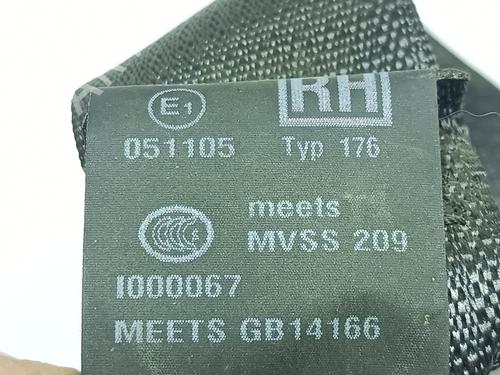 E1
RH
051105 Typ 176
meets
MVSS 209
I000067
MEETS GB14166